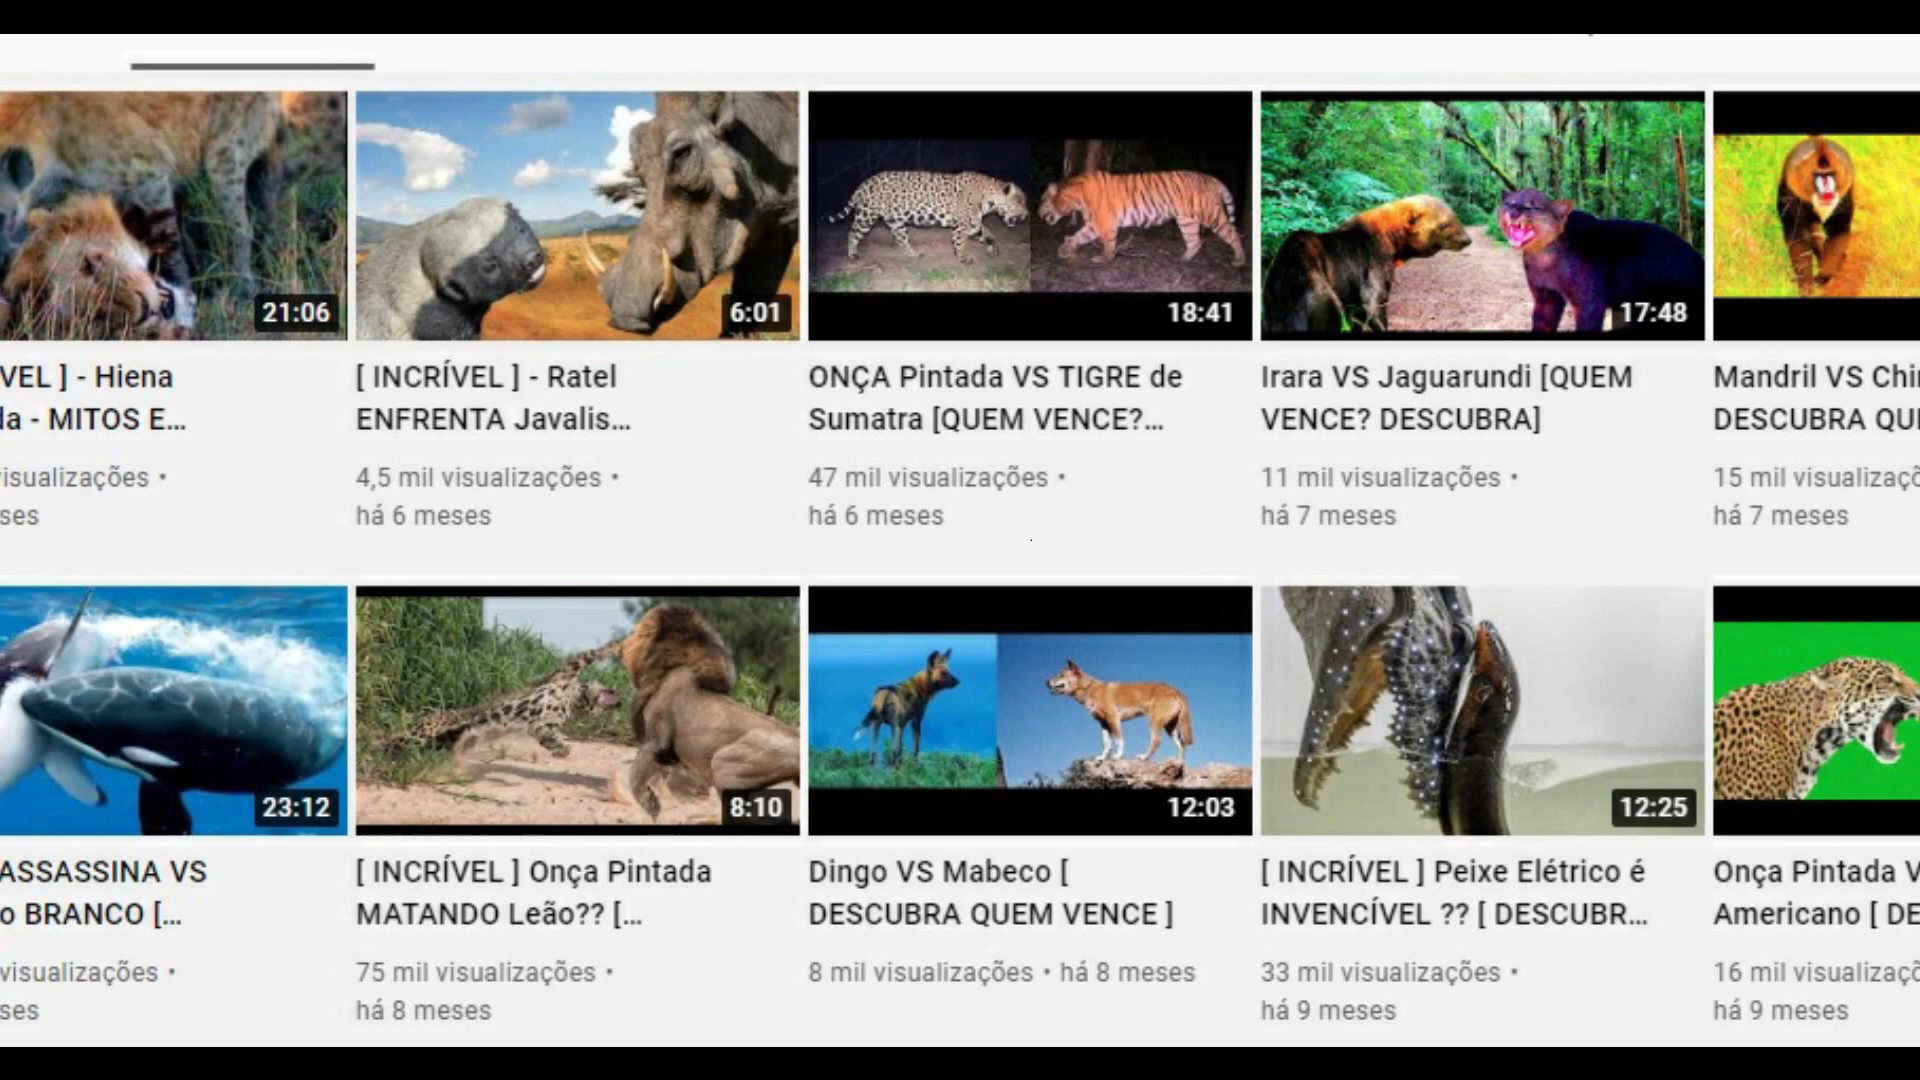 21:06
6:01
18:41
17:48
VEL ] - Hiena
la - MITOS E...
isualizações •
ses
[ INCRÍVEL ] - Ratel
ENFRENTA Javalis...
4,5 mil visualizações •
há 6 meses
ONÇA Pintada VS TIGRE de
Sumatra [QUEM VENCE?...
47 mil visualizações •
há 6 meses
Irara VS Jaguarundi [QUEM
VENCE? DESCUBRA]
11 mil visualizações •
há 7 meses
Mandril VS Chi
DESCUBRA QU
15 mil visualizaçõ
há 7 meses
23:12
8:10
12:03
12:25
ASSASSINA VS
o BRANCO [...
visualizações •
ses
[ INCRÍVEL ] Onça Pintada
MATANDO Leão?? [...
75 mil visualizações •
há 8 meses
Dingo VS Mabeco [
DESCUBRA QUEM VENCE ]
8 mil visualizações • há 8 meses
[ INCRÍVEL ] Peixe Elétrico é
INVENCÍVEL ?? [ DESCUBR...
33 mil visualizações •
há 9 meses
Onça Pintada V
Americano [ DE
16 mil visualizaçõ
há 9 meses